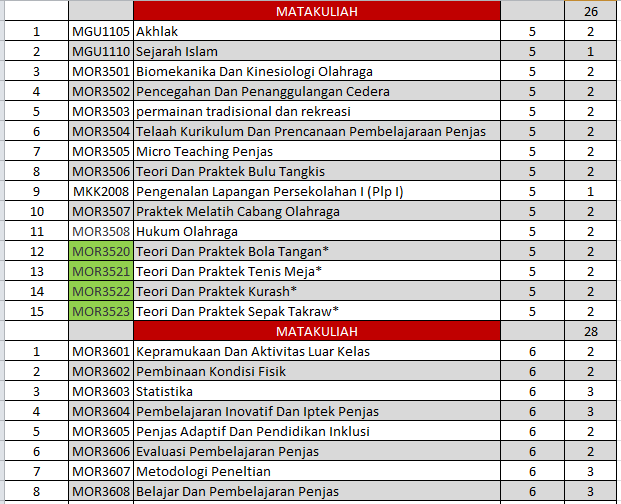 MATAKULIAH 26
1 MGU1105 Akhlak 5 2
2 MGU1110 Sejarah Islam 5 1
3 MOR3501 Biomekanika Dan Kinesiologi Olahraga 5 2
4 MOR3502 Pencegahan Dan Penanggulangan Cedera 5 2
5 MOR3503 permainan tradisional dan rekreasi 5 2
6 MOR3504 Telaah Kurikulum Dan Prencanaan Pembelajaraan Penjas 5 2
7 MOR3505 Micro Teaching Penjas 5 2
8 MOR3506 Teori Dan Praktek Bulu Tangkis 5 2
9 MKK2008 Pengenalan Lapangan Persekolahan I (Plp I) 5 1
10 MOR3507 Praktek Melatih Cabang Olahraga 5 2
11 MOR3508 Hukum Olahraga 5 2
12 MOR3520 Teori Dan Praktek Bola Tangan* 5 2
13 MOR3521 Teori Dan Praktek Tenis Meja* 5 2
14 MOR3522 Teori Dan Praktek Kurash* 5 2
15 MOR3523 Teori Dan Praktek Sepak Takraw* 5 2
MATAKULIAH 28
1 MOR3601 Kepramukaan Dan Aktivitas Luar Kelas 6 2
2 MOR3602 Pembinaan Kondisi Fisik 6 2
3 MOR3603 Statistika 6 3
4 MOR3604 Pembelajaran Inovatif Dan Iptek Penjas 6 3
5 MOR3605 Penjas Adaptif Dan Pendidikan Inklusi 6 2
6 MOR3606 Evaluasi Pembelajaran Penjas 6 2
7 MOR3607 Metodologi Peneltian 6 3
8 MOR3608 Belajar Dan Pembelajaran Penjas 6 3